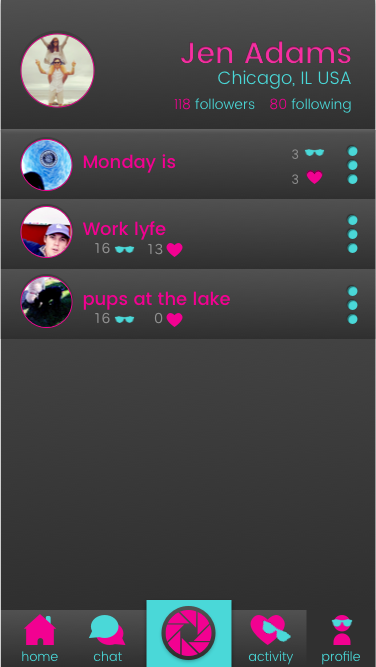 Jen Adams
Chicago, IL USA
118 followers 80 following
Monday is
3
3
Work lyfe
16 13
pups at the lake
16 0
home chat activity profile